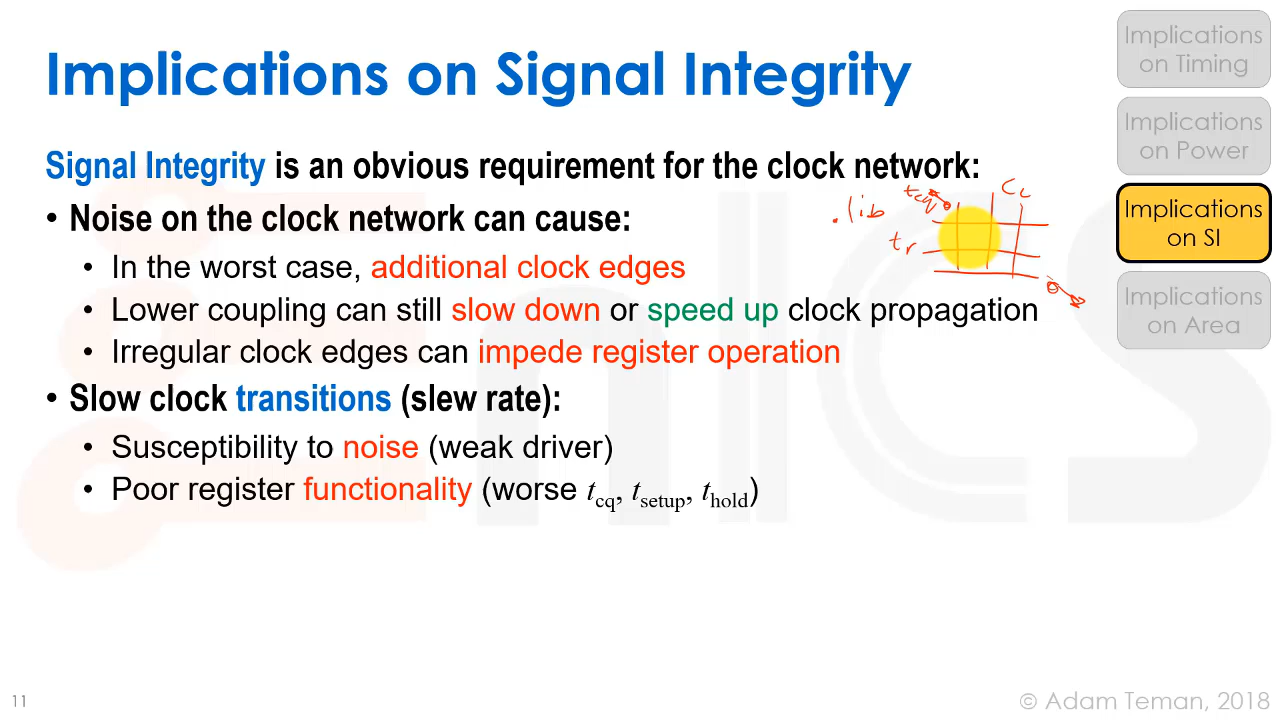 Implications on Signal Integrity
Implications
on Timing
Implications
on Power
Implications
on SI
Implications
on Area
Signal Integrity is an obvious requirement for the clock network:
• Noise on the clock network can cause:
• In the worst case, additional clock edges
• Lower coupling can still slow down or speed up clock propagation
• Irregular clock edges can impede register operation
• Slow clock transitions (slew rate):
• Susceptibility to noise (weak driver)
• Poor register functionality (worse tcq, tsetup, thold)
.lib
tcq
CL
tr
nICS
11
© Adam Teman, 2018